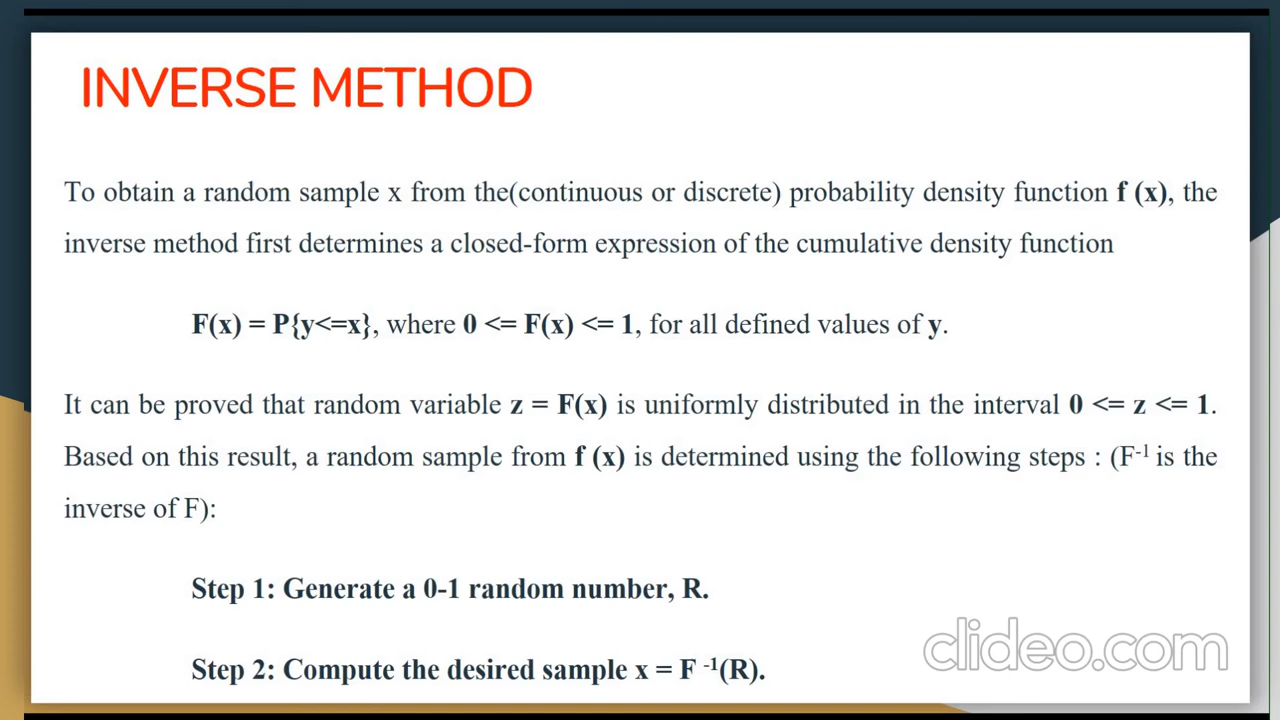 INVERSE METHOD
To obtain a random sample x from the(continuous or discrete) probability density function f (x), the
inverse method first determines a closed-form expression of the cumulative density function
F(x) = P{y<=x}, where 0 <= F(x) <= 1, for all defined values of y.
It can be proved that random variable z = F(x) is uniformly distributed in the interval 0 <= z <= 1.
Based on this result, a random sample from f (x) is determined using the following steps : (F⁻¹ is the
inverse of F):
Step 1: Generate a 0-1 random number, R.
Step 2: Compute the desired sample x = F ⁻¹(R).
clideo.com